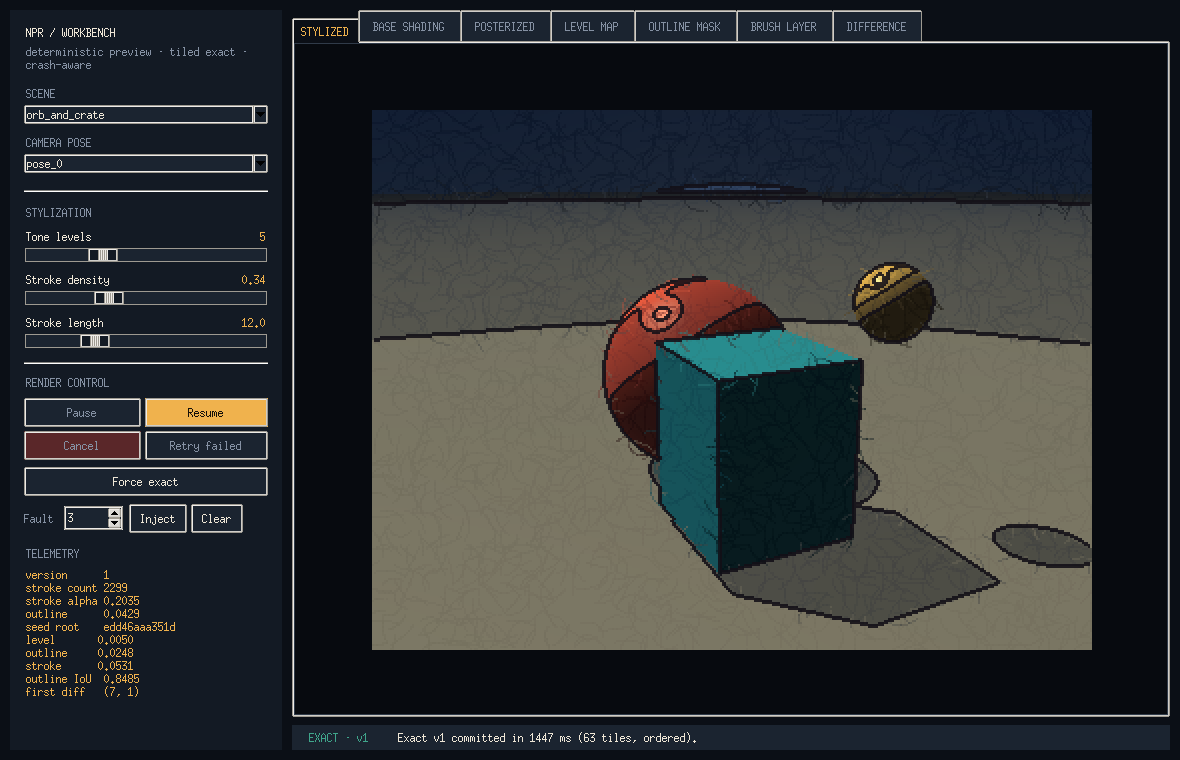 NPR / WORKBENCH
deterministic preview · tiled exact ·
crash-aware
SCENE
orb_and_crate
CAMERA POSE
pose_0
STYLIZATION
Tone levels 5
Stroke density 0.34
Stroke length 12.0
RENDER CONTROL
Pause Resume
Cancel Retry failed
Force exact
Fault 3 Inject Clear
TELEMETRY
version 1
stroke count 2299
stroke alpha 0.2035
outline 0.0429
seed root edd46aaa351d
level 0.0050
outline 0.0248
stroke 0.0531
outline IoU 0.8485
first diff (7, 1)
STYLIZED BASE SHADING POSTERIZED LEVEL MAP OUTLINE MASK BRUSH LAYER DIFFERENCE
EXACT · v1 Exact v1 committed in 1447 ms (63 tiles, ordered).